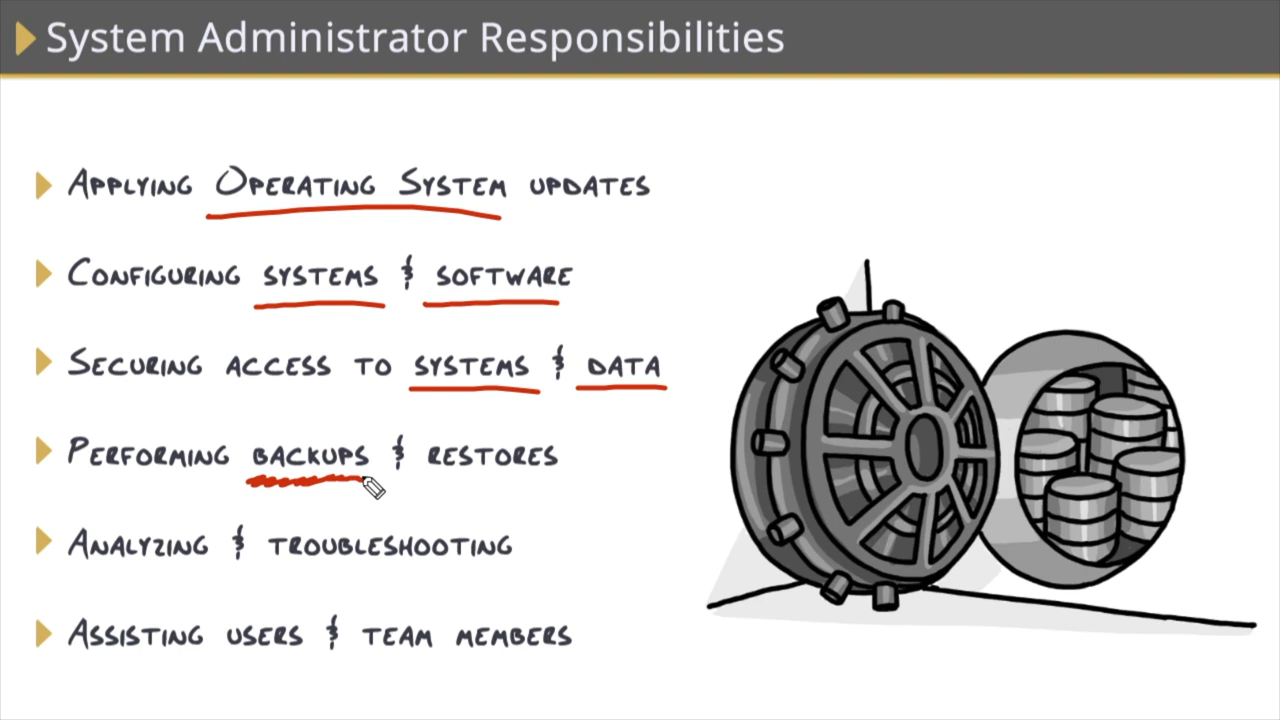 System Administrator Responsibilities
Applying Operating System updates
Configuring systems & software
Securing access to systems & data
Performing backups & restores
Analyzing & troubleshooting
Assisting users & team members